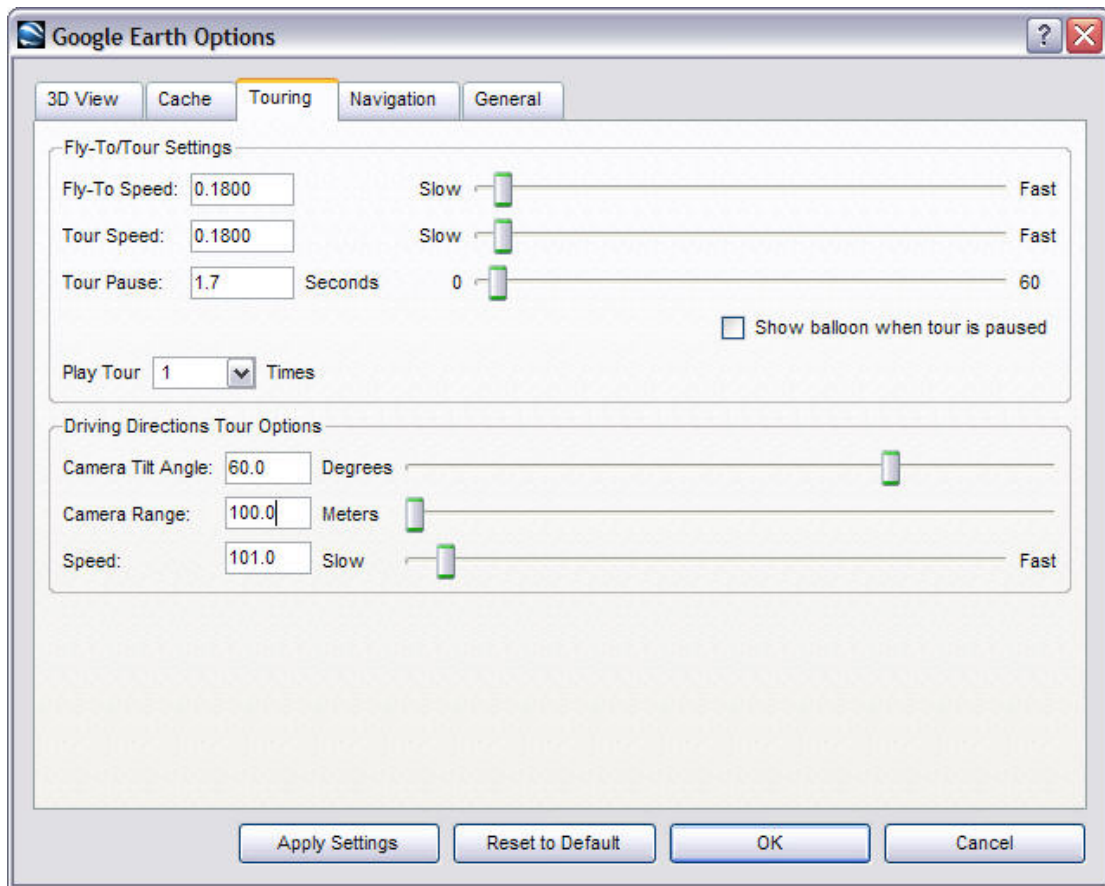 Google Earth Options
3D View Cache Touring Navigation General
Fly-To/Tour Settings
Fly-To Speed: 0.1800 Slow Fast
Tour Speed: 0.1800 Slow Fast
Tour Pause: 1.7 Seconds 0 60
Show balloon when tour is paused
Play Tour 1 Times
Driving Directions Tour Options
Camera Tilt Angle: 60.0 Degrees
Camera Range: 100.0 Meters
Speed: 101.0 Slow Fast
Apply Settings Reset to Default OK Cancel